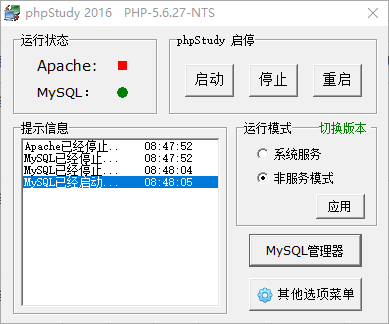 phpStudy 2016 PHP-5.6.27-NTS
运行状态
Apache:
MySQL:
phpStudy 启停
启动 停止 重启
提示信息
Apache已经停止.. 08:47:52
MySQL已经停止... 08:47:52
MySQL已经停止... 08:48:04
MySQL已经启动... 08:48:05
运行模式 切换版本
系统服务
非服务模式
应用
MySQL管理器
其他选项菜单